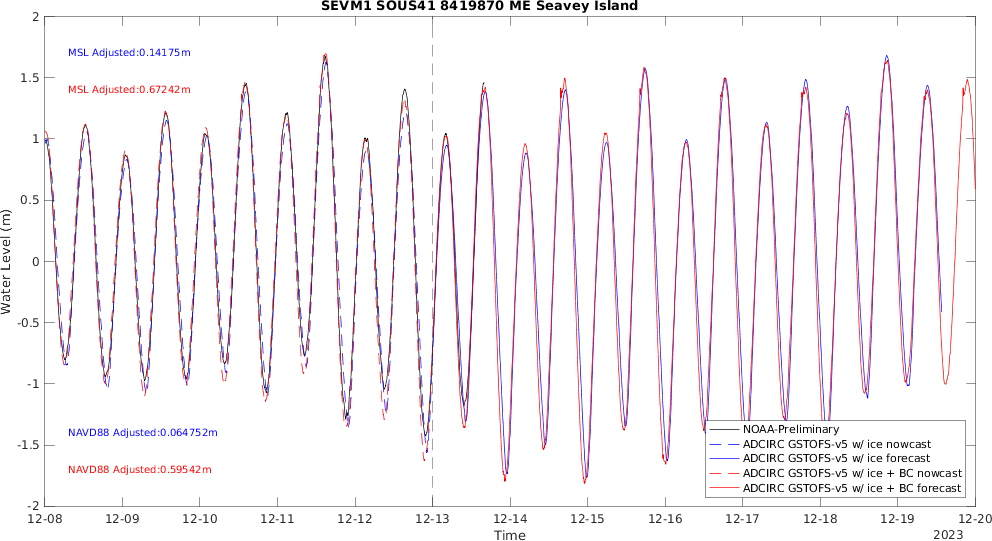 SEVM1 SOUS41 8419870 ME Seavey Island
Water Level (m)
2
1.5
1
0.5
0
-0.5
-1
-1.5
-2
MSL Adjusted:0.14175m
MSL Adjusted:0.67242m
NAVD88 Adjusted:0.064752m
NAVD88 Adjusted:0.59542m
NOAA-Preliminary
ADCIRC GSTOFS-v5 w/ ice nowcast
ADCIRC GSTOFS-v5 w/ ice forecast
ADCIRC GSTOFS-v5 w/ ice + BC nowcast
ADCIRC GSTOFS-v5 w/ ice + BC forecast
12-08 12-09 12-10 12-11 12-12 12-13 12-14 12-15 12-16 12-17 12-18 12-19 12-20
Time
2023